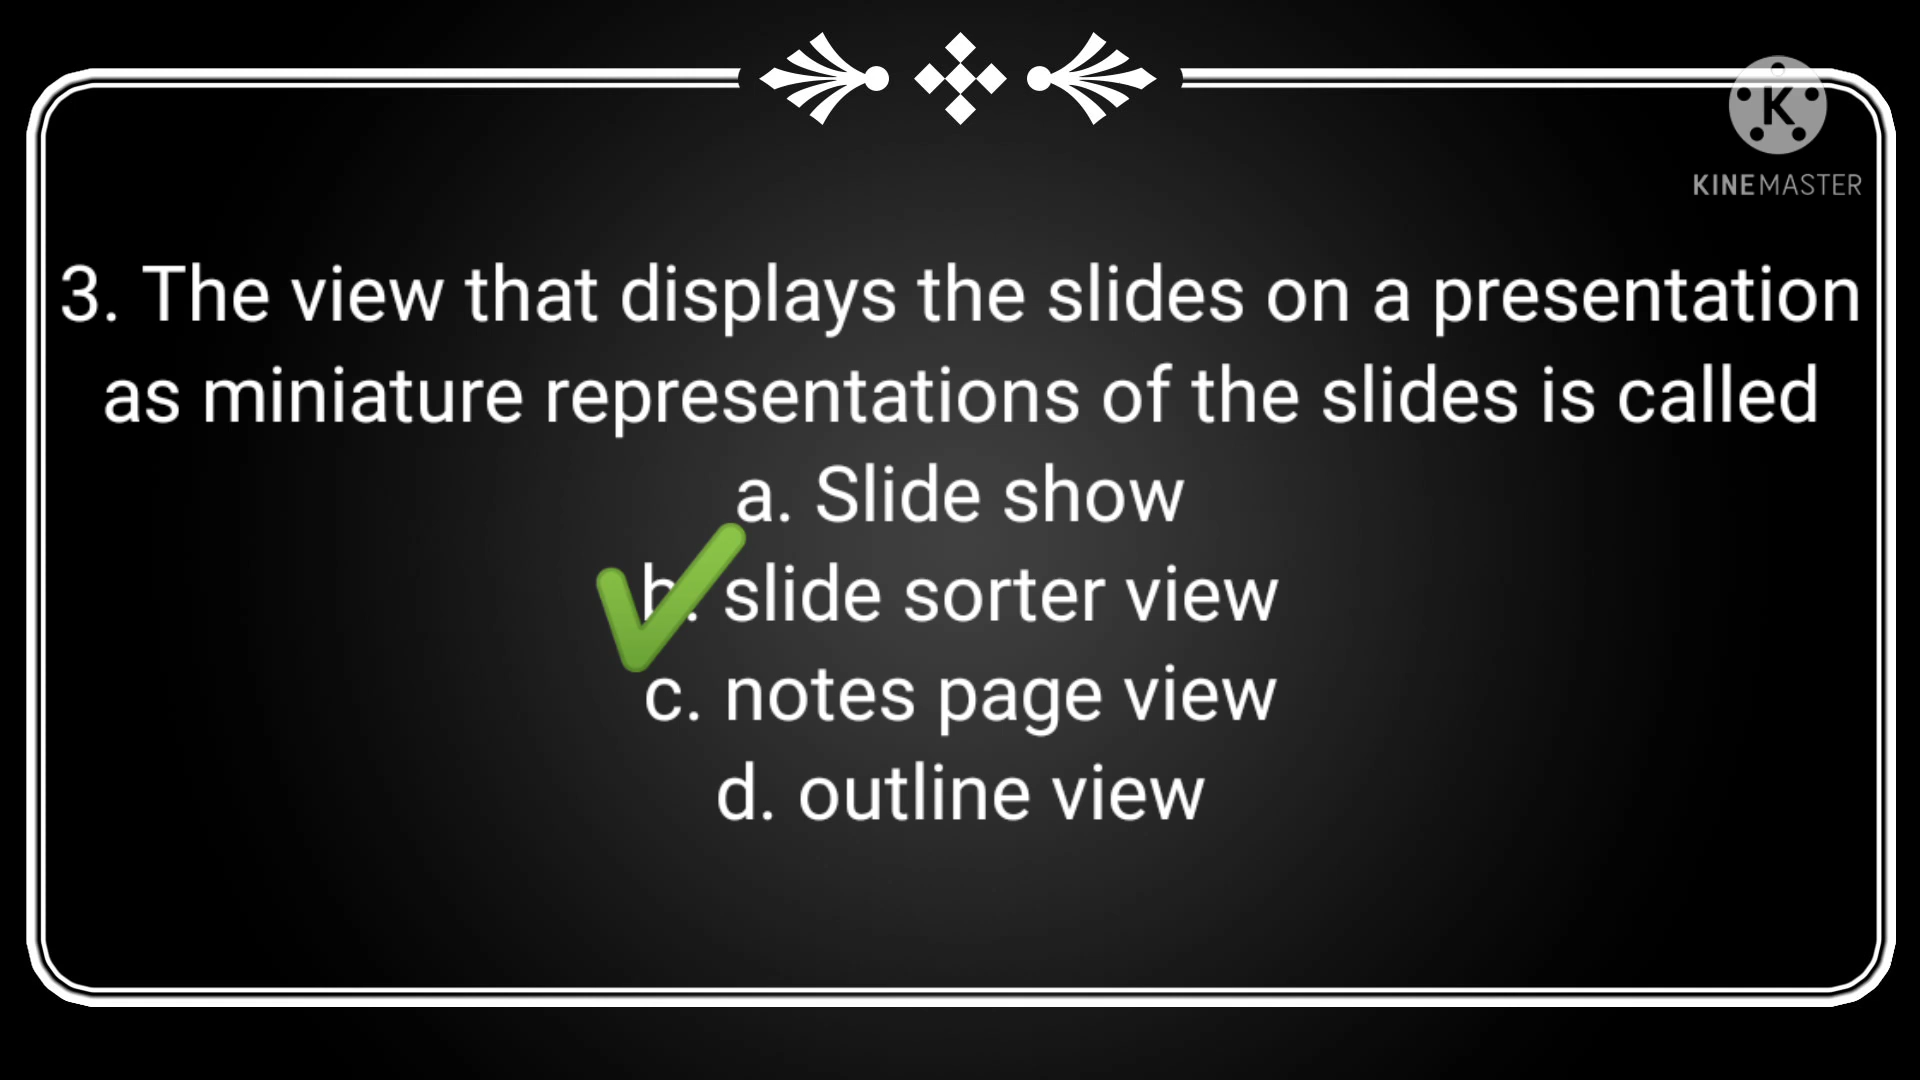 KINEMASTER
3. The view that displays the slides on a presentation
as miniature representations of the slides is called
a. Slide show
b. slide sorter view
c. notes page view
d. outline view